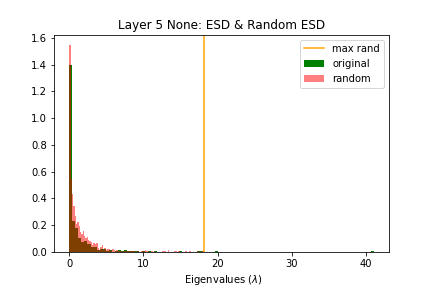 Layer 5 None: ESD & Random ESD
max rand
original
random
1.6
1.4
1.2
1.0
0.8
0.6
0.4
0.2
0.0
0 10 20 30 40
Eigenvalues (λ)